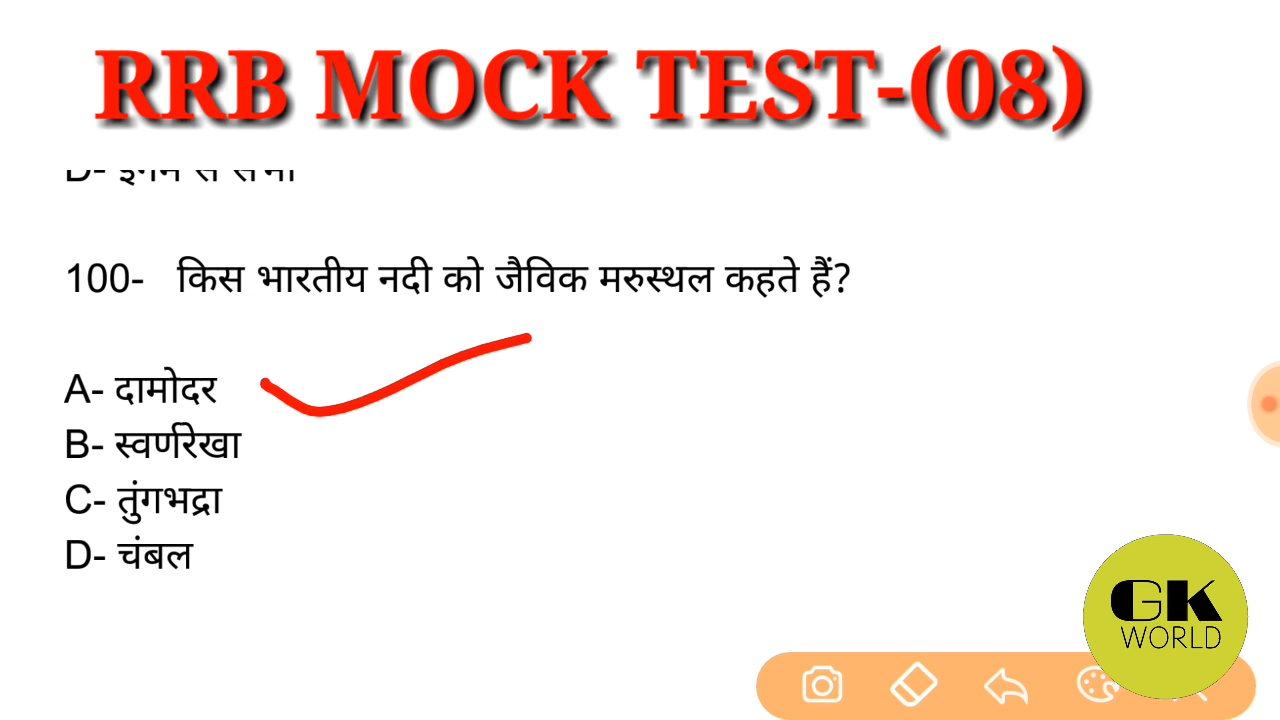 RRB MOCK TEST-(08)
100- किस भारतीय नदी को जैविक मरुस्थल कहते हैं?
A- दामोदर
B- स्वर्णरेखा
C- तुंगभद्रा
D- चंबल
GK
WORLD